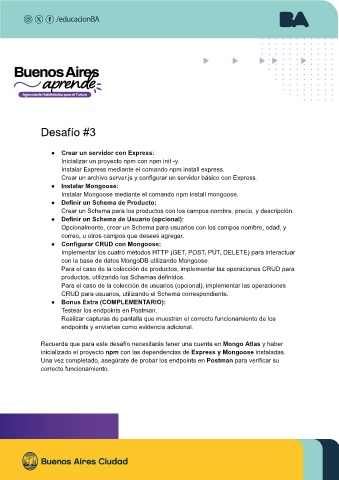 /educacionBA
BA
Buenos Aires
aprende
Agencia de Habilidades para el Futuro
Desafío #3
● Crear un servidor con Express:
Inicializar un proyecto npm con npm init -y.
Instalar Express mediante el comando npm install express.
Crear un archivo server.js y configurar un servidor básico con Express.
● Instalar Mongoose:
Instalar Mongoose mediante el comando npm install mongoose.
● Definir un Schema de Producto:
Crear un Schema para los productos con los campos nombre, precio, y descripción.
● Definir un Schema de Usuario (opcional):
Opcionalmente, crear un Schema para usuarios con los campos nombre, edad, y
correo, u otros campos que desees agregar.
● Configurar CRUD con Mongoose:
Implementar los cuatro métodos HTTP (GET, POST, PUT, DELETE) para interactuar
con la base de datos MongoDB utilizando Mongoose.
Para el caso de la colección de productos, implementar las operaciones CRUD para
productos, utilizando los Schemas definidos.
Para el caso de la colección de usuarios (opcional), implementar las operaciones
CRUD para usuarios, utilizando el Schema correspondiente.
● Bonus Extra (COMPLEMENTARIO):
Testear los endpoints en Postman.
Realizar capturas de pantalla que muestran el correcto funcionamiento de los
endpoints y enviarlas como evidencia adicional.
Recuerda que para este desafío necesitarás tener una cuenta en Mongo Atlas y haber
inicializado el proyecto npm con las dependencias de Express y Mongoose instaladas.
Una vez completado, asegúrate de probar los endpoints en Postman para verificar su
correcto funcionamiento.
Buenos Aires Ciudad